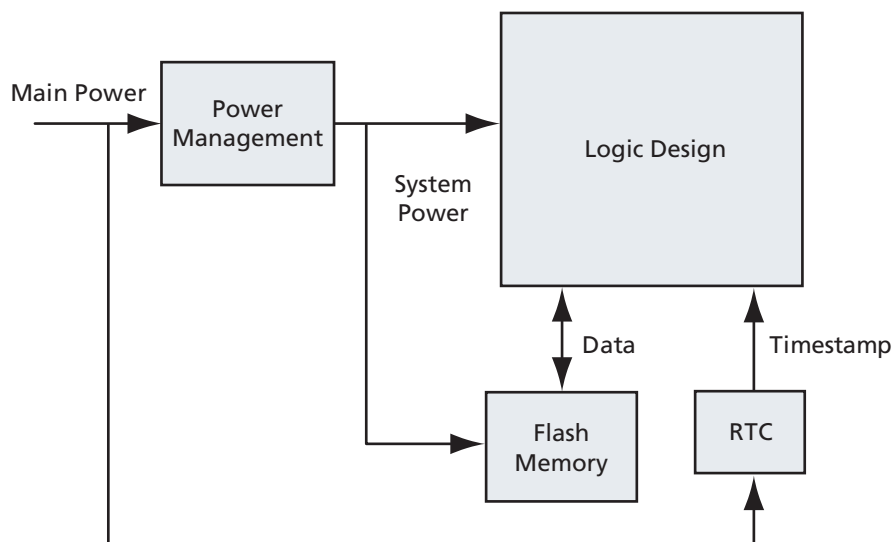 Main Power
Power
Management
Logic Design
System
Power
Data
Timestamp
Flash
Memory
RTC